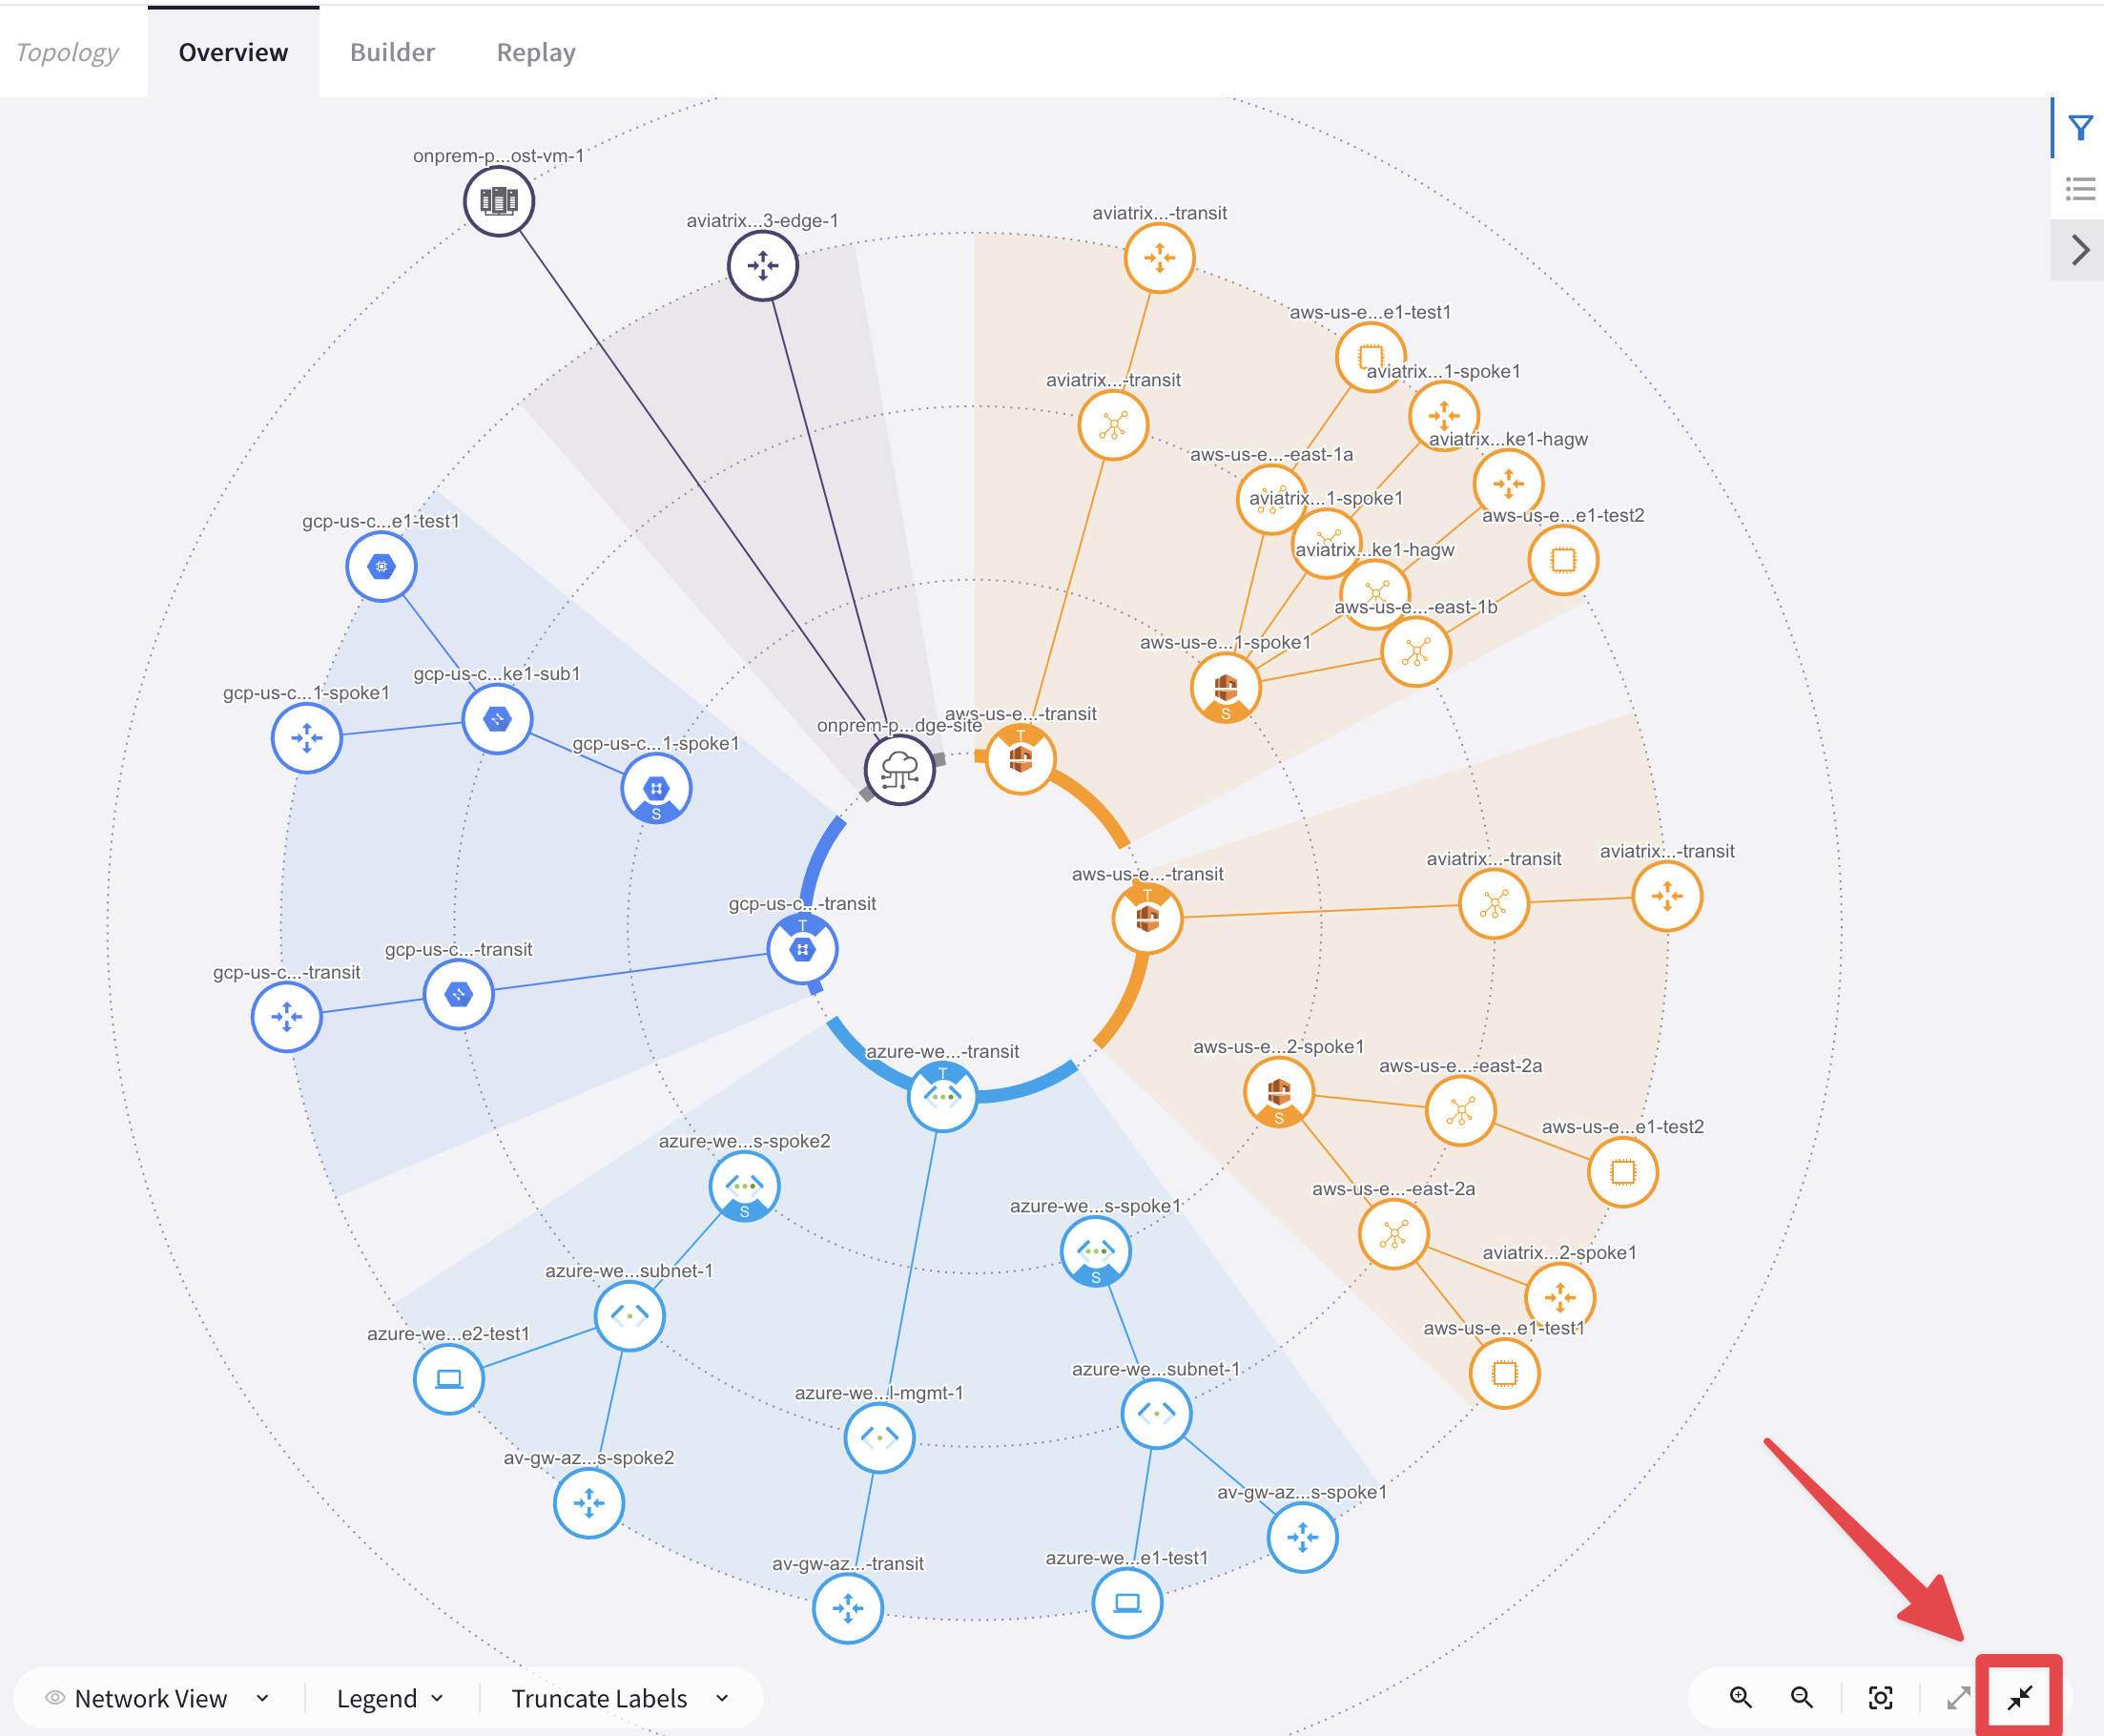 Topology
Overview
Builder
Replay
onprem-p...ost-vm-1
aviatrix...3-edge-1
aviatrix...-transit
aws-us-e...e1-test1
aviatrix...1-spoke1
aviatrix...-transit
aviatrix...ke1-hagw
aws-us-e...-east-1a
aviatrix...1-spoke1
aws-us-e...e1-test2
gcp-us-c...e1-test1
aviatrix...ke1-hagw
aws-us-e...-east-1b
aws-us-e...1-spoke1
S
gcp-us-c...ke1-sub1
gcp-us-c...1-spoke1
gcp-us-c...1-spoke1
S
onprem-p...dge-site
aws-us-e...-transit
T
aviatrix...-transit
aviatrix...-transit
aws-us-e...-transit
T
gcp-us-c...-transit
T
gcp-us-c...-transit
gcp-us-c...-transit
azure-we...-transit
T
aws-us-e...2-spoke1
S
aws-us-e...-east-2a
aws-us-e...e1-test2
azure-we...s-spoke2
S
aws-us-e...-east-2a
azure-we...s-spoke1
S
aviatrix...2-spoke1
azure-we...subnet-1
azure-we...e2-test1
aws-us-e...e1-test1
azure-we...subnet-1
azure-we...l-mgmt-1
av-gw-az...s-spoke2
av-gw-az...s-spoke1
av-gw-az...-transit
azure-we...e1-test1
Network View
Legend
Truncate Labels